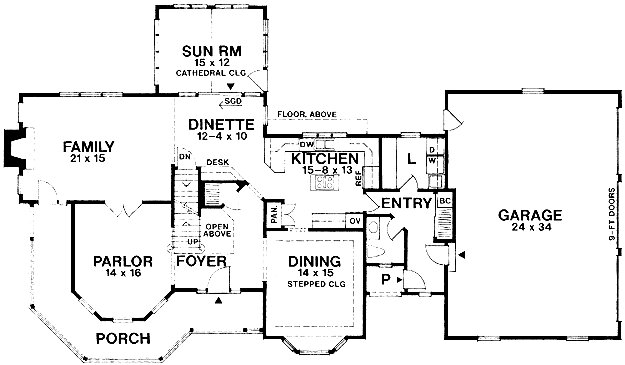 SUN RM
15 x 12
CATHEDRAL CLG
SGD
FLOOR. ABOVE
DINETTE
12-4 x 10
FAMILY
21 x 15
DN
DESK
DW
KITCHEN
15-8 x 13
REF
L
D
W
ENTRY
BC
GARAGE
24 x 34
9-FT DOORS
PAN.
OV
OPEN
ABOVE
UP
PARLOR
14 x 16
FOYER
DINING
14 x 15
STEPPED CLG
P
PORCH